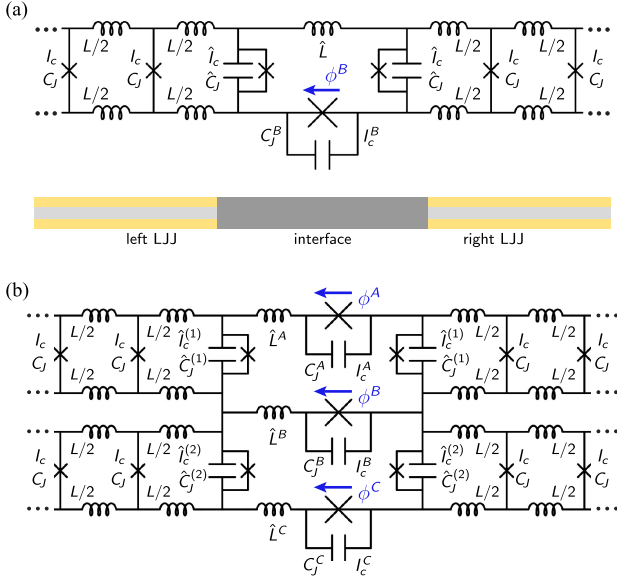 (a)
L/2 L/2 L̂ L/2 L/2
I_c C_J I_c C_J Î_c Ĉ_J ϕ^B Î_c Ĉ_J I_c C_J I_c C_J
L/2 L/2 L/2 L/2
C_J^B I_c^B
left LJJ interface right LJJ
(b)
ϕ^A
L/2 L/2 L̂^A L/2 L/2
I_c C_J I_c C_J Î_c^(1) Ĉ_J^(1) C_J^A I_c^A Î_c^(1) Ĉ_J^(1) I_c C_J I_c C_J
L/2 L/2 ϕ^B L/2 L/2
L/2 L/2 L̂^B L/2 L/2
I_c C_J I_c C_J Î_c^(2) Ĉ_J^(2) C_J^B I_c^B Î_c^(2) Ĉ_J^(2) I_c C_J I_c C_J
L/2 L/2 ϕ^C L/2 L/2
L̂^C
C_J^C I_c^C